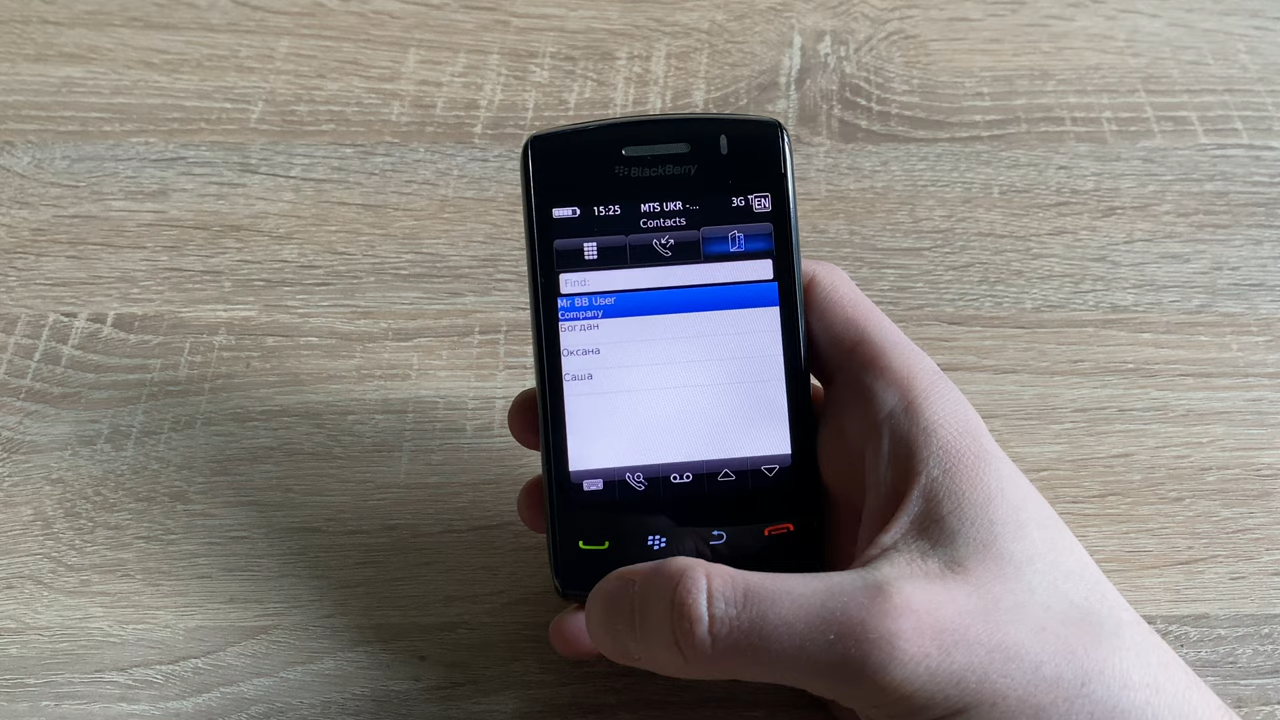 BlackBerry
15:25 MTS UKR -... 3G EN
Contacts
Find:
Mr BB User
Company
Богдан
Оксана
Саша